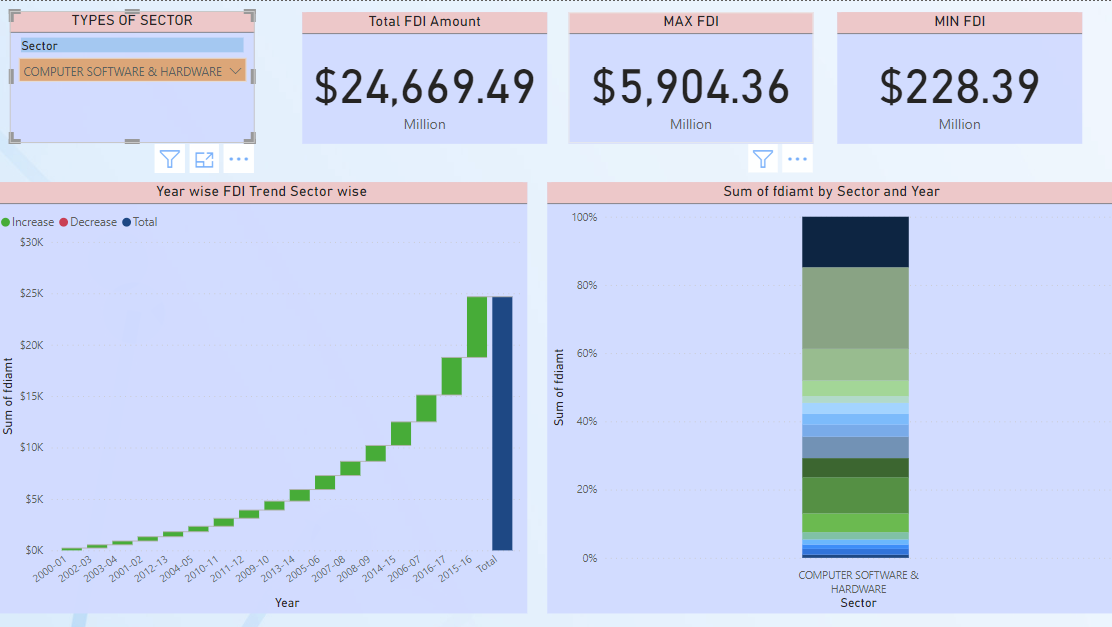 TYPES OF SECTOR
Sector
COMPUTER SOFTWARE & HARDWARE
Total FDI Amount
$24,669.49
Million
MAX FDI
$5,904.36
Million
MIN FDI
$228.39
Million
Year wise FDI Trend Sector wise
Increase Decrease Total
Sum of fdiamt
$30K
$25K
$20K
$15K
$10K
$5K
$0K
2000-01
2002-03
2003-04
2001-02
2012-13
2004-05
2010-11
2011-12
2009-10
2013-14
2005-06
2007-08
2008-09
2014-15
2006-07
2016-17
2015-16
Total
Year
Sum of fdiamt by Sector and Year
Sum of fdiamt
100%
80%
60%
40%
20%
0%
COMPUTER SOFTWARE &
HARDWARE
Sector